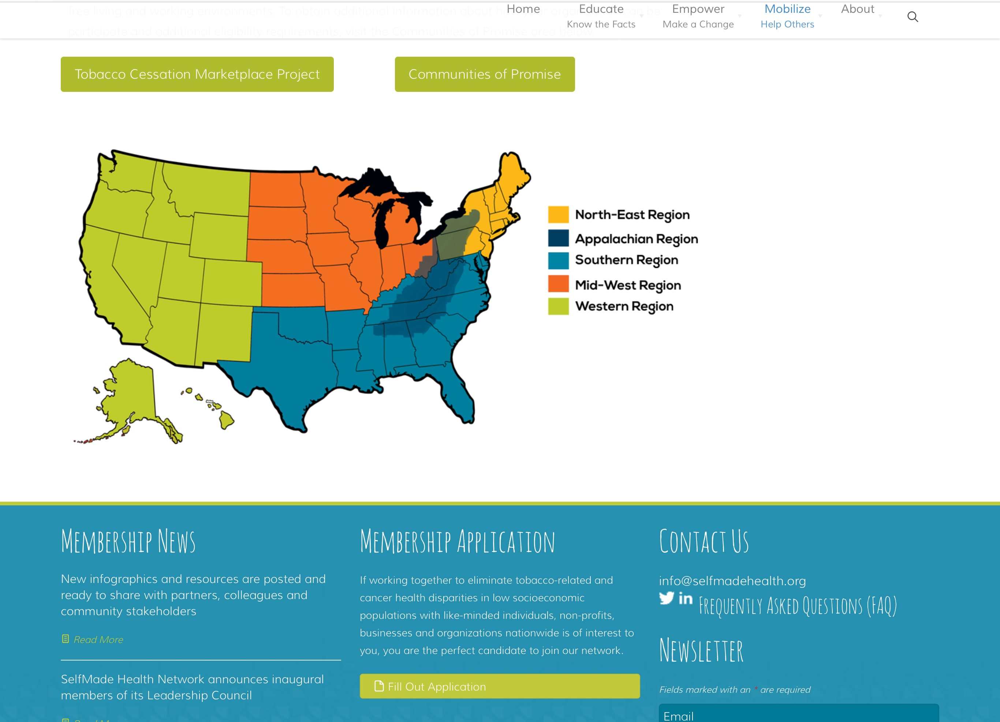 free living and working environments. To obtain additional information about how your organization can be
participate and additional eligibility requirements, visit the Communities of Promise area below.
Home Educate Empower Mobilize About
Know the Facts Make a Change Help Others
Tobacco Cessation Marketplace Project Communities of Promise
North-East Region
Appalachian Region
Southern Region
Mid-West Region
Western Region
Membership News
New infographics and resources are posted and
ready to share with partners, colleagues and
community stakeholders
Read More
SelfMade Health Network announces inaugural
members of its Leadership Council
Membership Application
If working together to eliminate tobacco-related and
cancer health disparities in low socioeconomic
populations with like-minded individuals, non-profits,
businesses and organizations nationwide is of interest to
you, you are the perfect candidate to join our network.
Fill Out Application
Contact Us
info@selfmadehealth.org
in Frequently Asked Questions (FAQ)
Newsletter
Fields marked with an * are required
Email